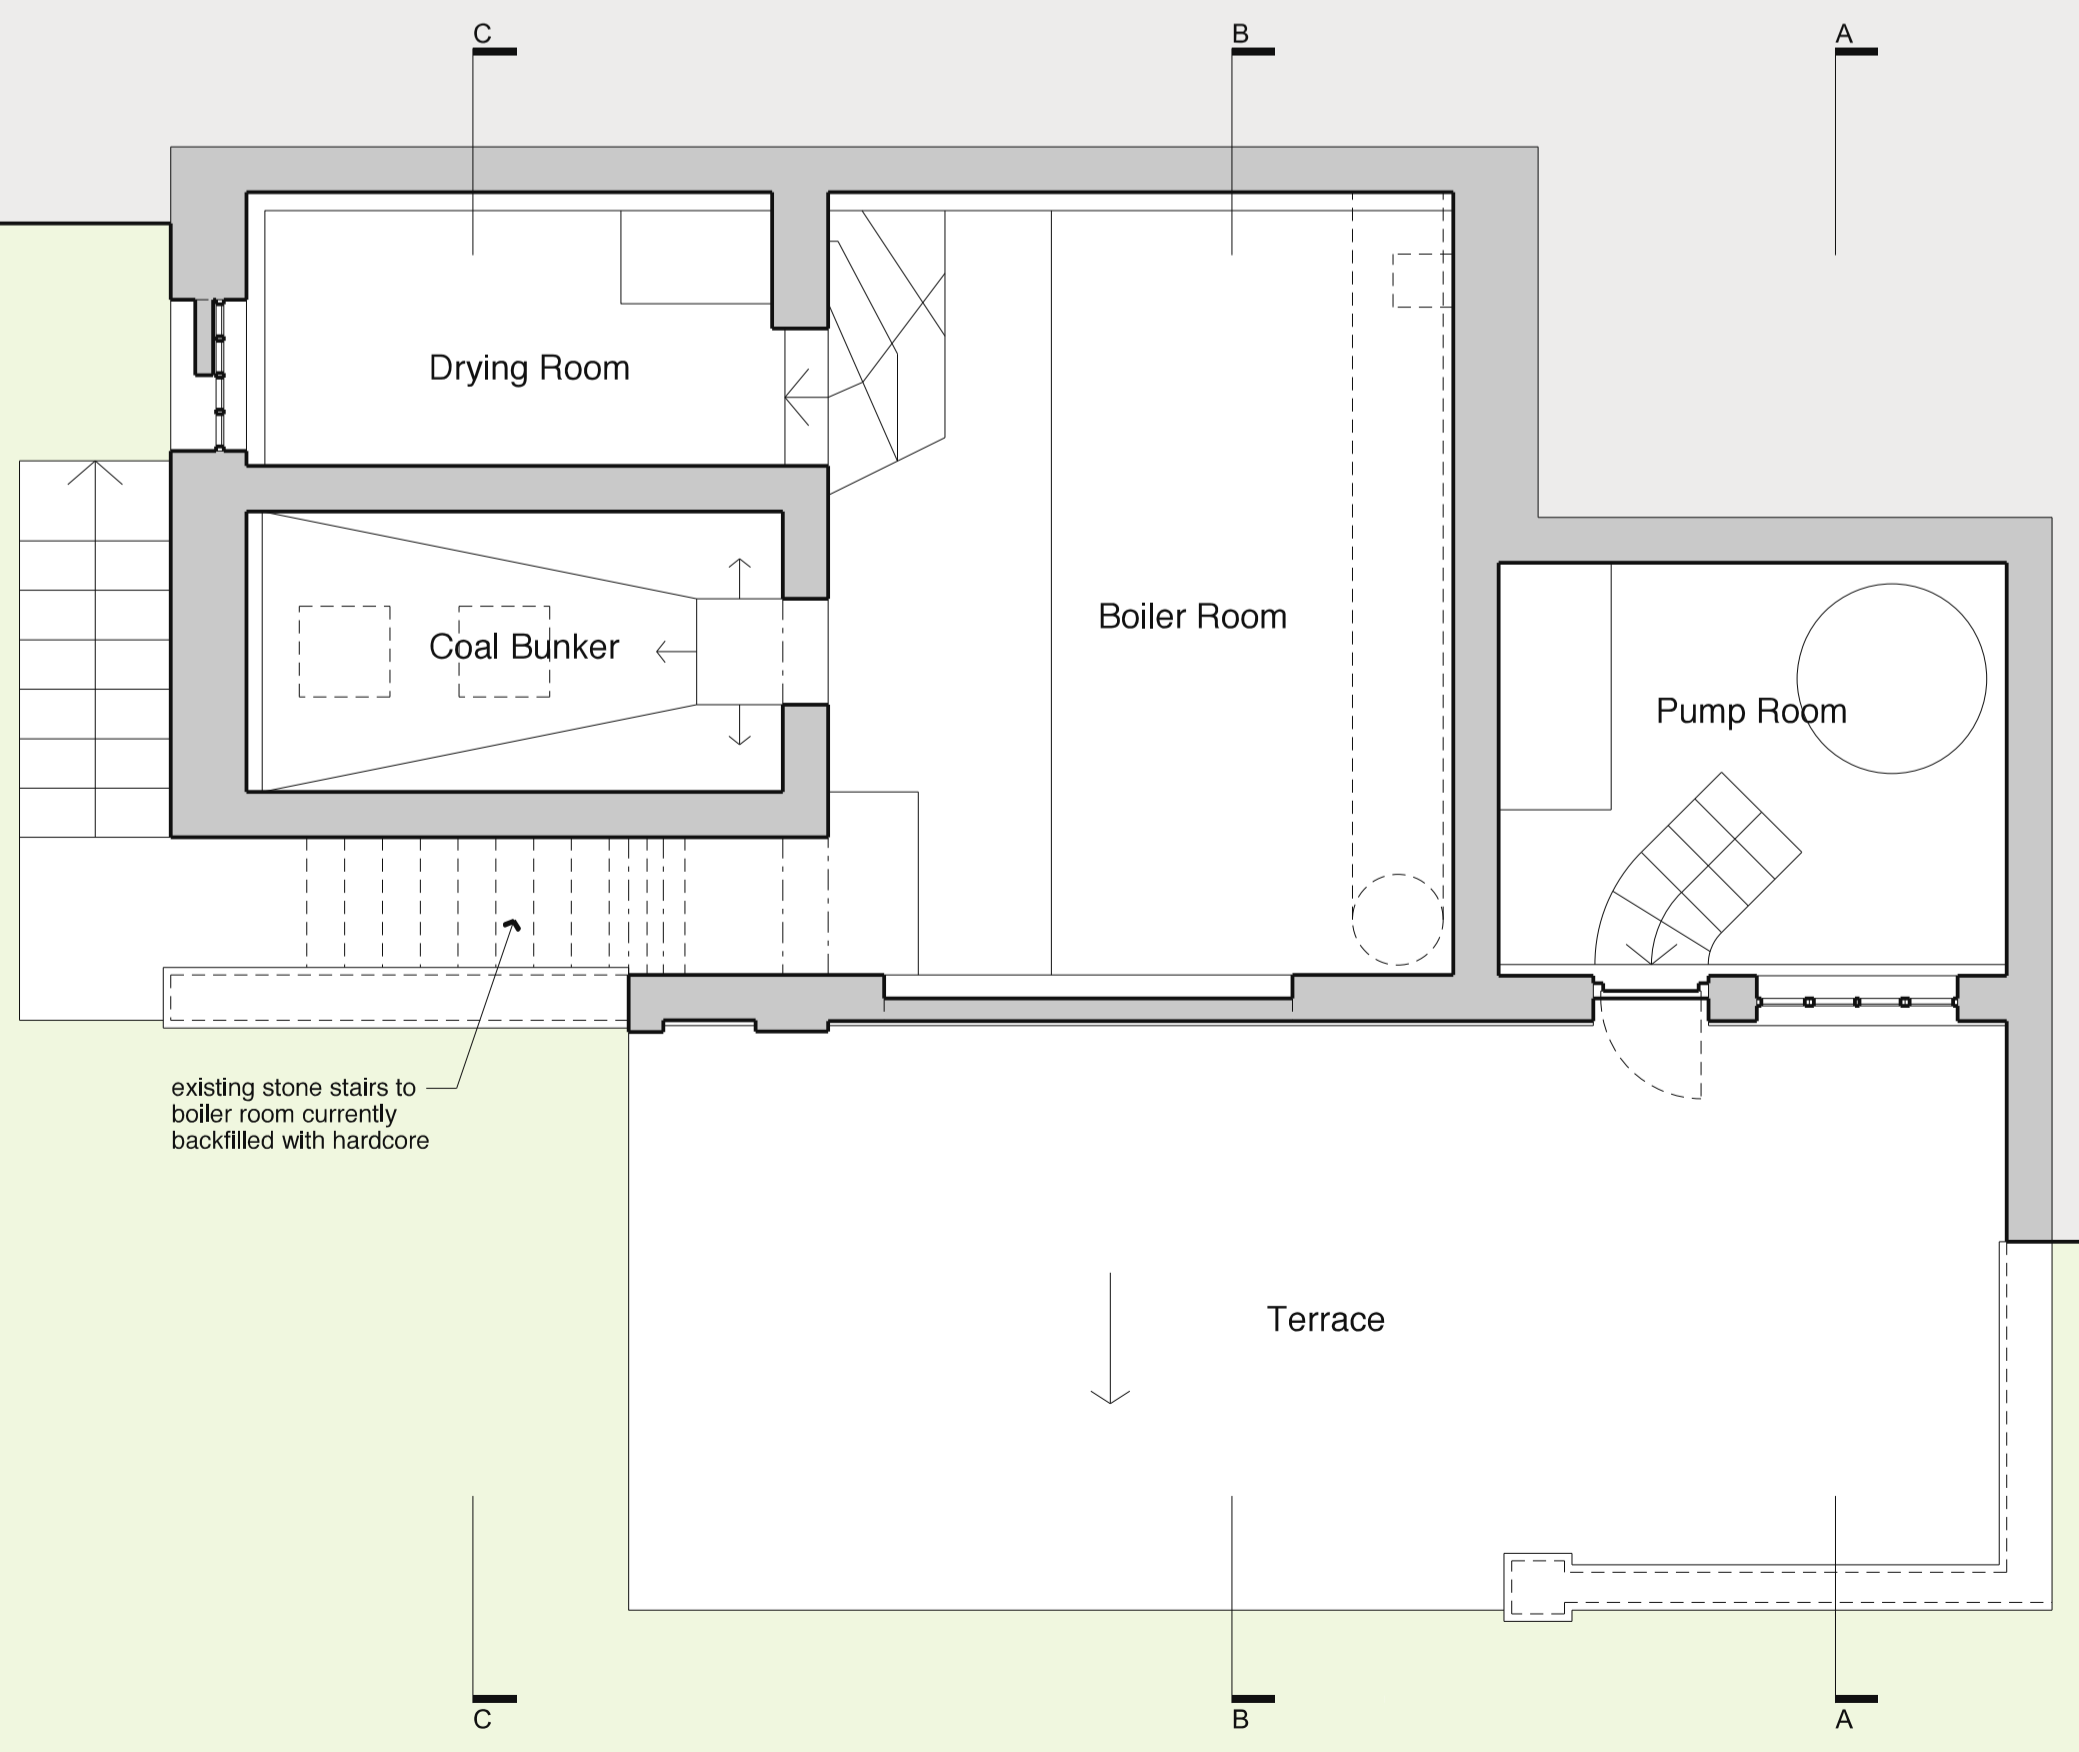 C
B
A
Drying Room
Boiler Room
Coal Bunker
Pump Room
existing stone stairs to
boiler room currently
backfilled with hardcore
Terrace
C
B
A